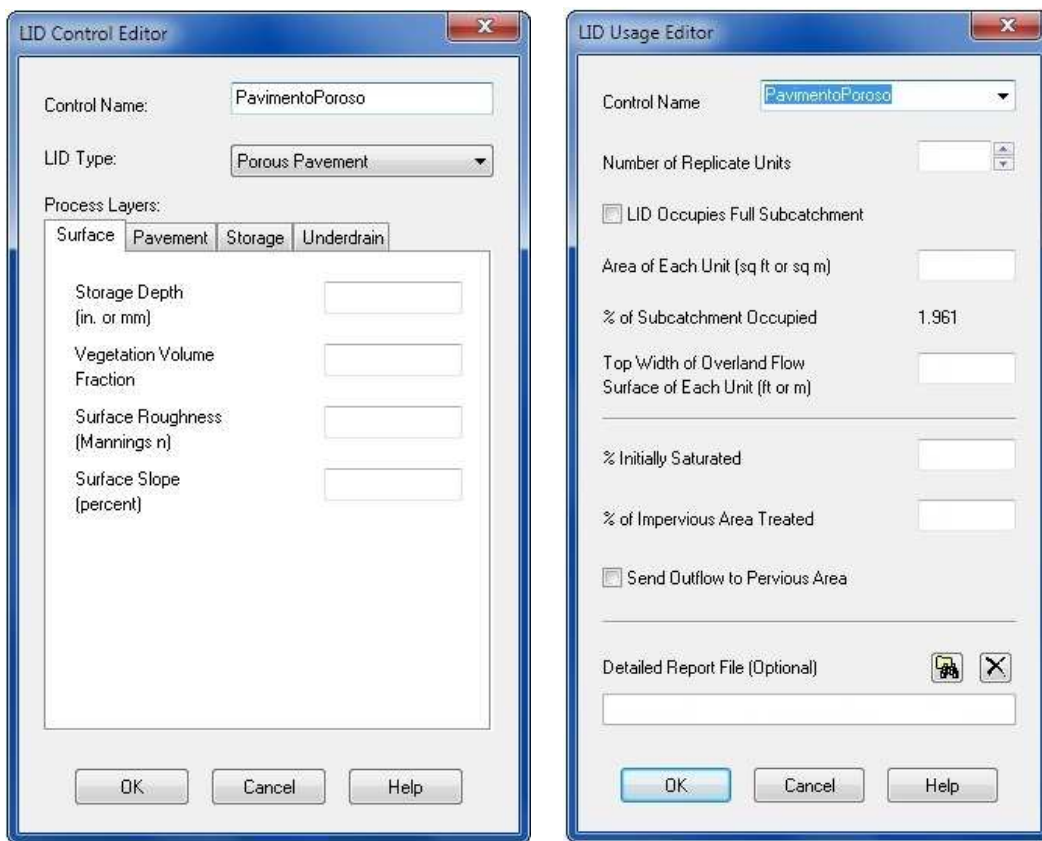 LID Control Editor
Control Name:
PavimentoPoroso
LID Type:
Porous Pavement
Process Layers:
Surface
Pavement
Storage
Underdrain
Storage Depth
(in. or mm)
Vegetation Volume
Fraction
Surface Roughness
(Mannings n)
Surface Slope
(percent)
OK
Cancel
Help
LID Usage Editor
Control Name
PavimentoPoroso
Number of Replicate Units
LID Occupies Full Subcatchment
Area of Each Unit (sq ft or sq m)
% of Subcatchment Occupied
1.961
Top Width of Overland Flow
Surface of Each Unit (ft or m)
% Initially Saturated
% of Impervious Area Treated
Send Outflow to Pervious Area
Detailed Report File (Optional)
OK
Cancel
Help